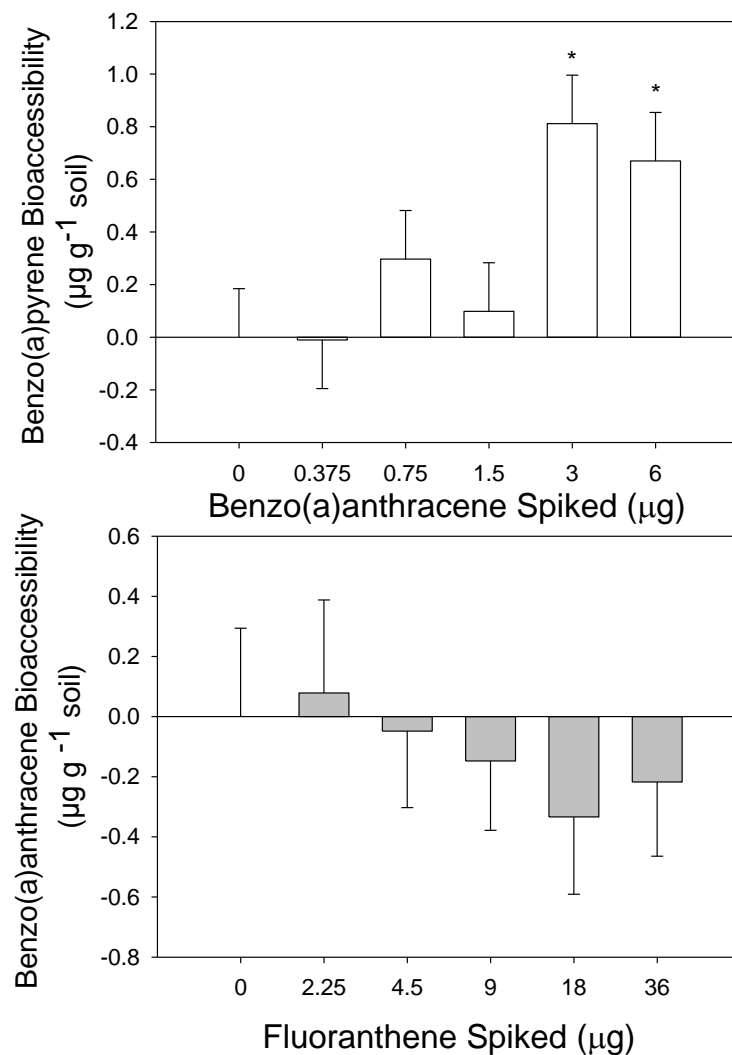 Benzo(a)pyrene Bioaccessibility
(µg g-1 soil)
1.2
1.0
0.8
0.6
0.4
0.2
0.0
-0.2
-0.4
*
*
0 0.375 0.75 1.5 3 6
Benzo(a)anthracene Spiked (µg)
Benzo(a)anthracene Bioaccessibility
(µg g -1 soil)
0.6
0.4
0.2
0.0
-0.2
-0.4
-0.6
-0.8
0 2.25 4.5 9 18 36
Fluoranthene Spiked (µg)